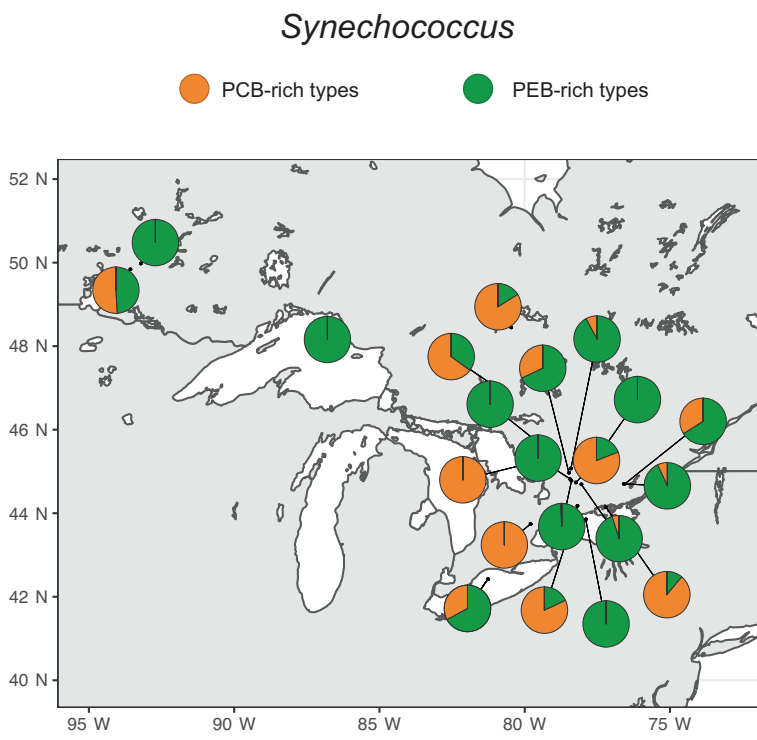 Synechococcus
PCB-rich types PEB-rich types
52 N
50 N
48 N
46 N
44 N
42 N
40 N
95 W 90 W 85 W 80 W 75 W